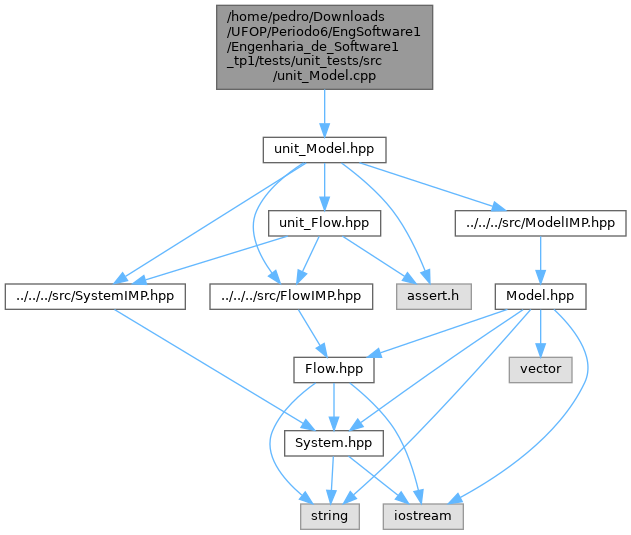 /home/pedro/Downloads
/UFOP/Periodo6/EngSoftware1
/Engenharia_de_Software1
_tp1/tests/unit_tests/src
/unit_Model.cpp
unit_Model.hpp
unit_Flow.hpp
../../../src/ModelIMP.hpp
../../../src/SystemIMP.hpp
../../../src/FlowIMP.hpp
assert.h
Model.hpp
Flow.hpp
vector
System.hpp
string
iostream